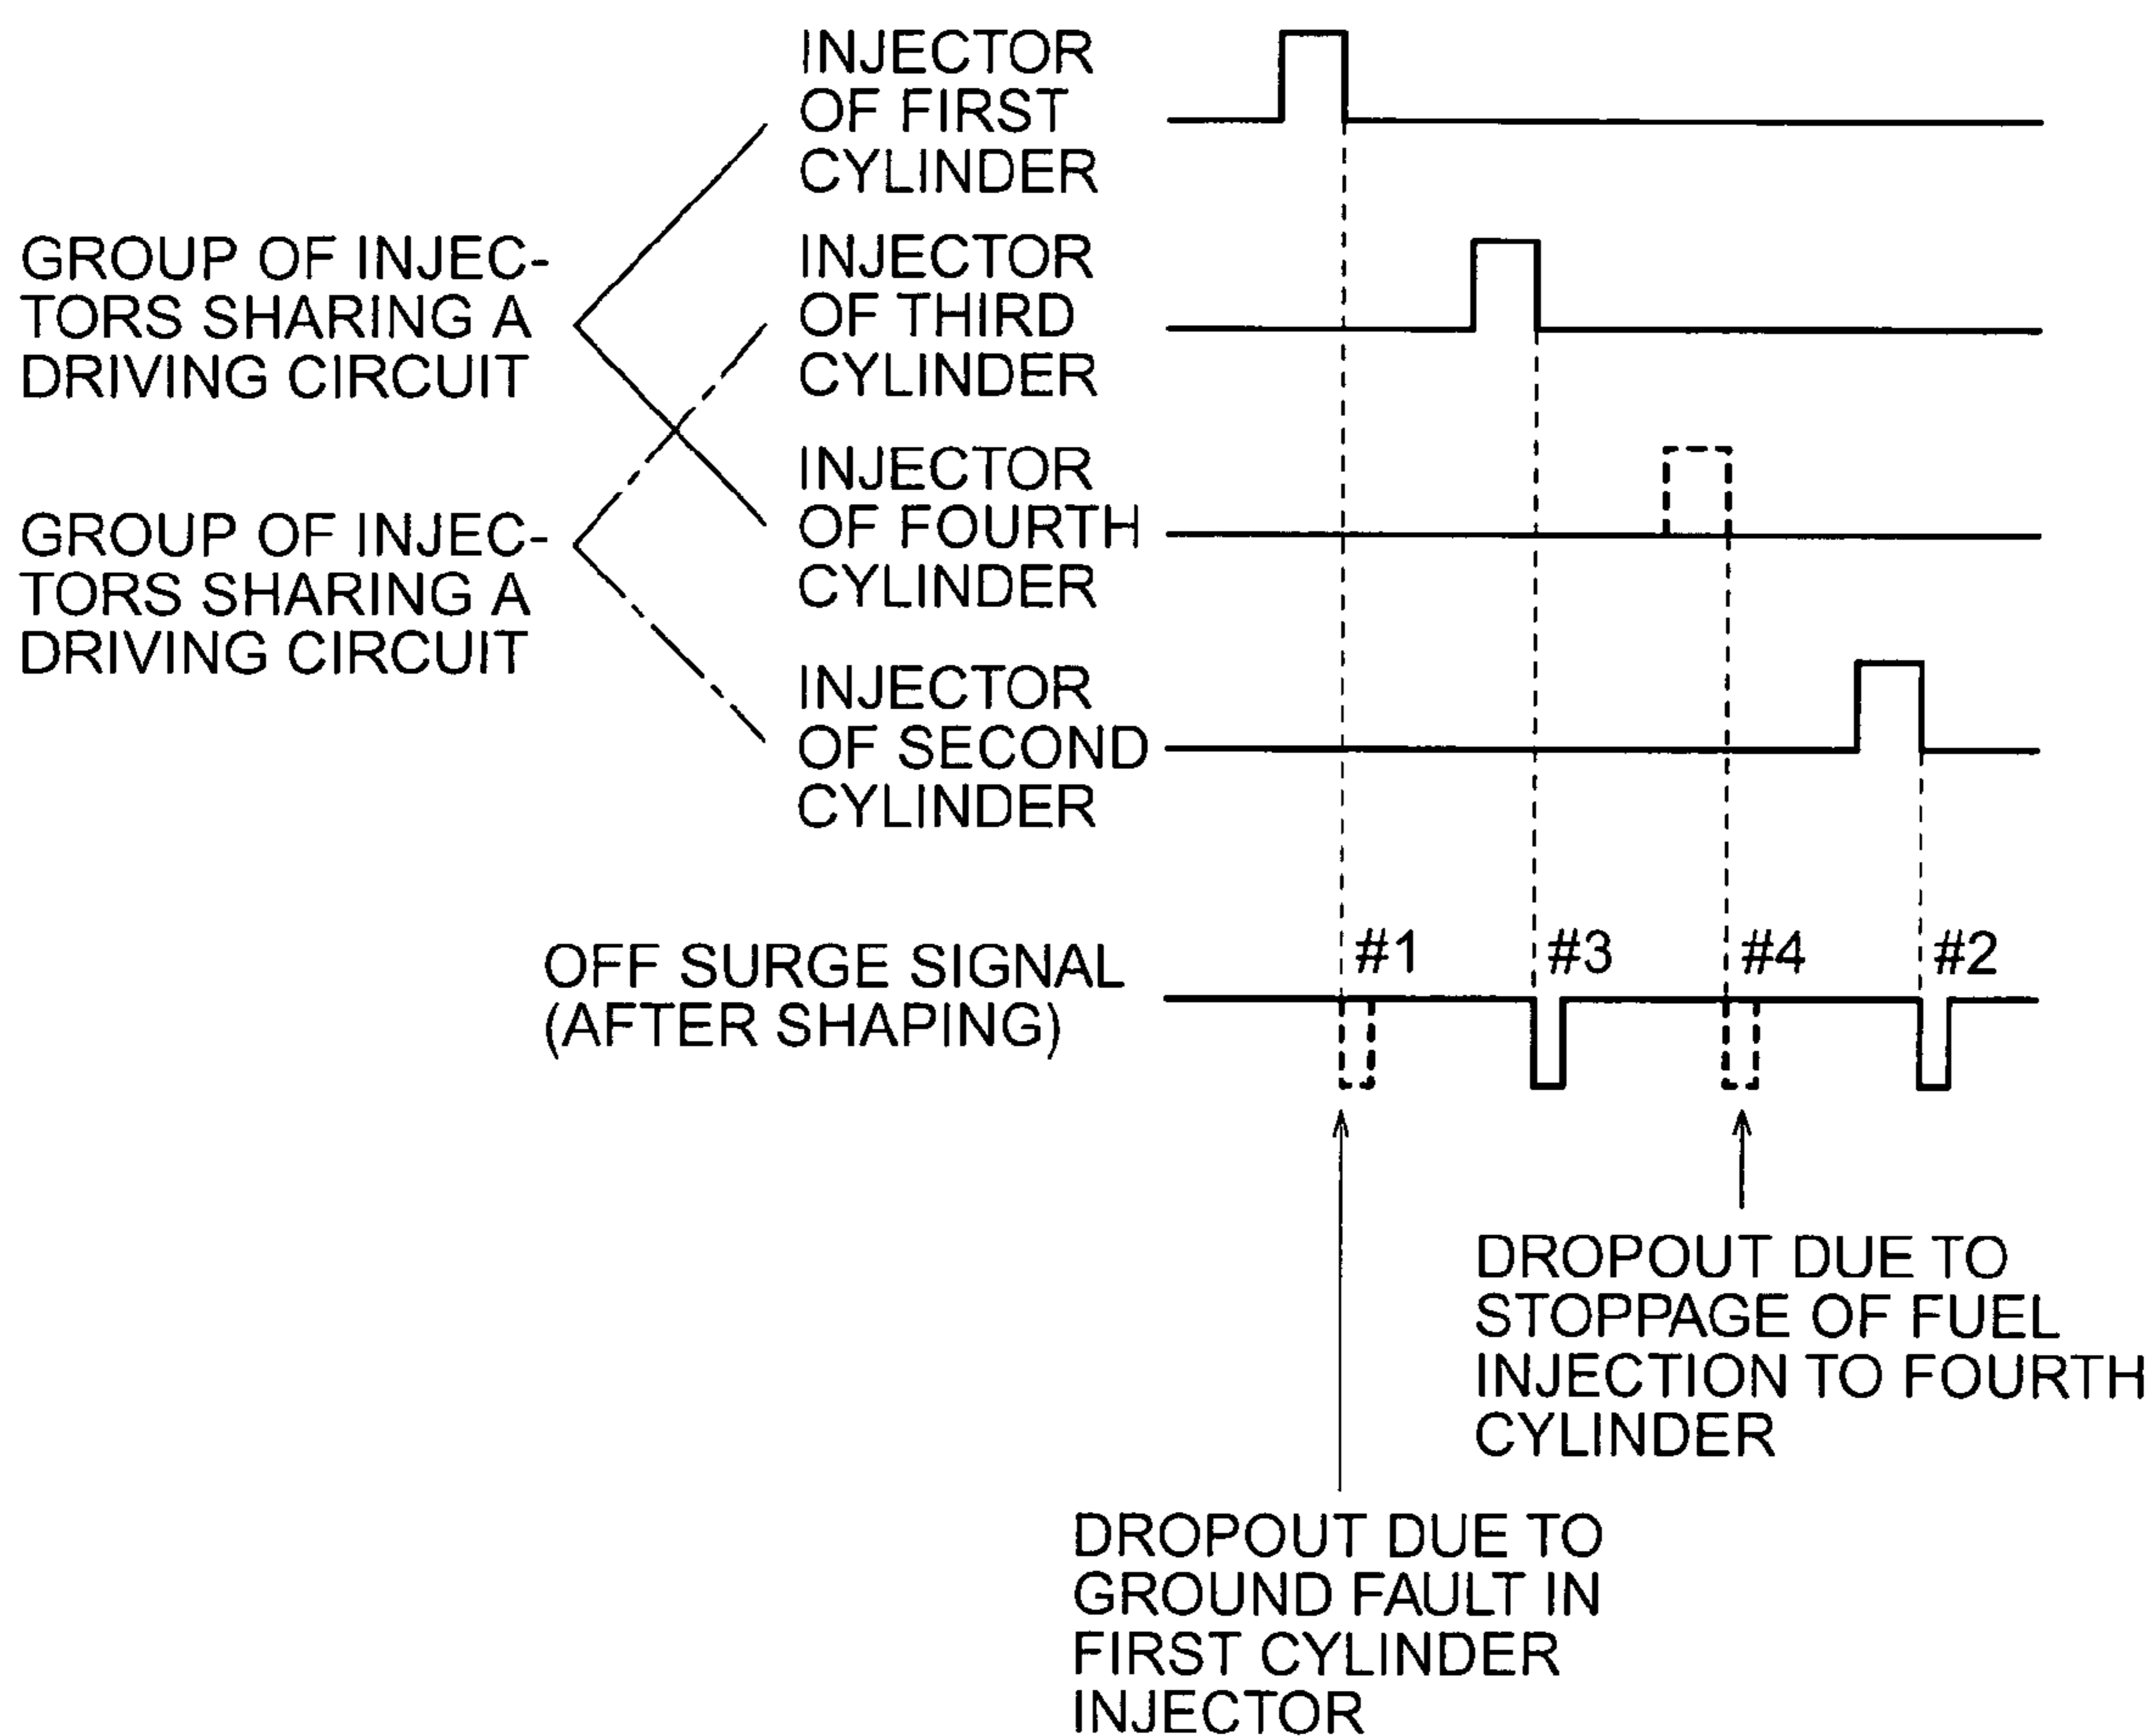 INJECTOR
OF FIRST
CYLINDER
GROUP OF INJEC-
TORS SHARING A
DRIVING CIRCUIT
INJECTOR
OF THIRD
CYLINDER
GROUP OF INJEC-
TORS SHARING A
DRIVING CIRCUIT
INJECTOR
OF FOURTH
CYLINDER
INJECTOR
OF SECOND
CYLINDER
OFF SURGE SIGNAL
(AFTER SHAPING)
#1 #3 #4 #2
DROPOUT DUE TO
STOPPAGE OF FUEL
INJECTION TO FOURTH
CYLINDER
DROPOUT DUE TO
GROUND FAULT IN
FIRST CYLINDER
INJECTOR